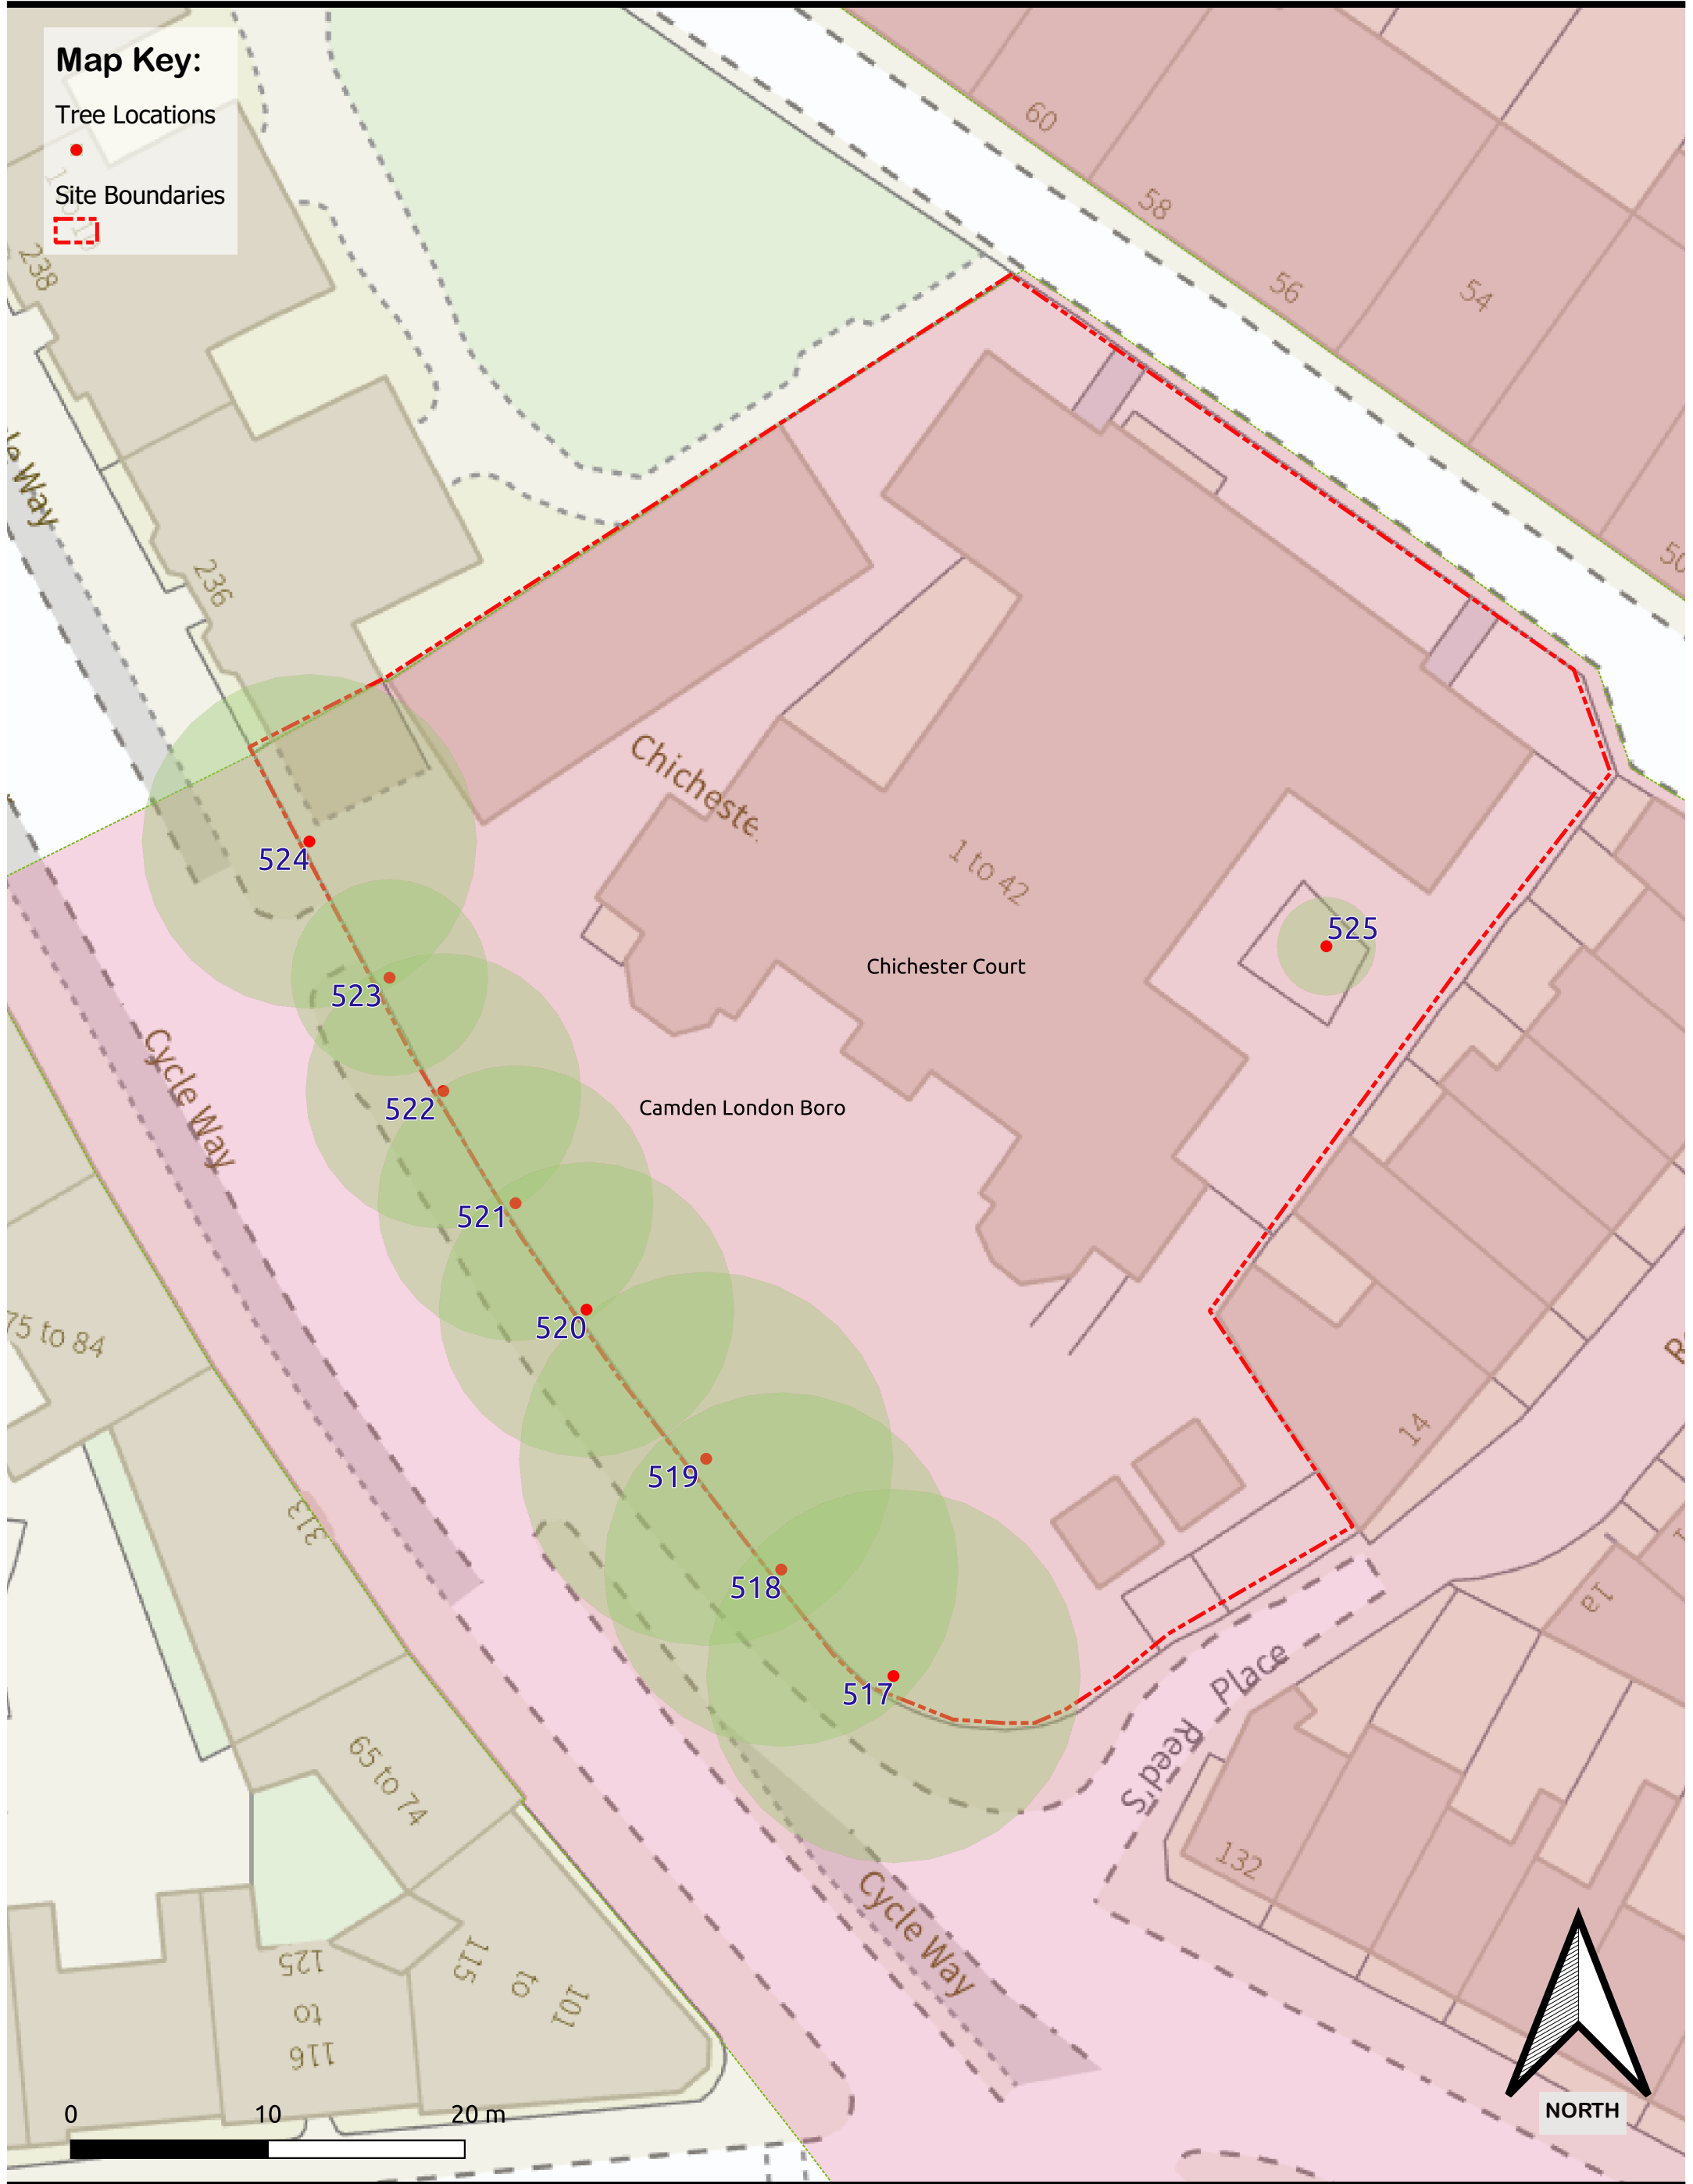 Map Key:
Tree Locations
Site Boundaries
238
60
58
56
54
50
le Way
236
Chicheste
1 to 42
524
525
523
Chichester Court
522
Camden London Boro
Cycle Way
521
520
75 to 84
519
14
313
518
1a
517
Reed's Place
65 to 74
132
Cycle Way
125
to
116
115
to
101
0 10 20 m
NORTH